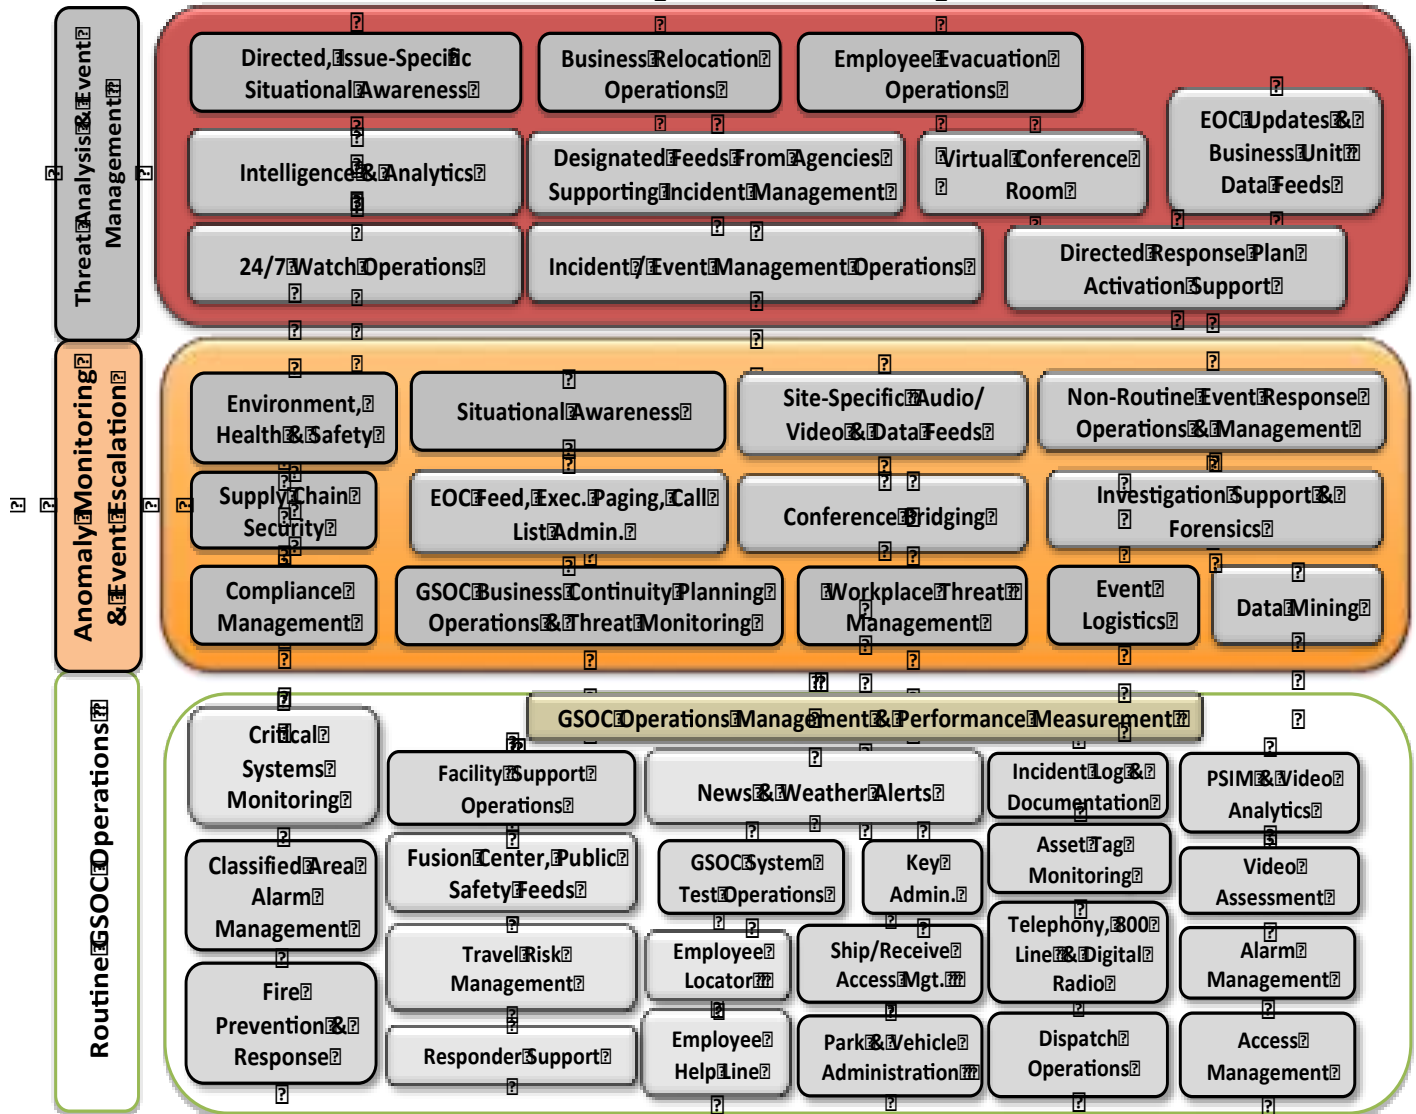 Threat Analysis & Event
Management
Directed, Issue-Specific
Situational Awareness
Business Relocation
Operations
Employee Evacuation
Operations
EOC Updates &
Business Unit
Data Feeds
Intelligence & Analytics
Designated Feeds From Agencies
Supporting Incident Management
Virtual Conference
Room
24/7 Watch Operations
Incident / Event Management Operations
Directed Response Plan
Activation Support
Anomaly Monitoring
& Event Escalation
Environment,
Health & Safety
Situational Awareness
Site-Specific Audio/
Video & Data Feeds
Non-Routine Event Response
Operations & Management
Supply Chain
Security
EOC Feed, Exec. Paging, Call
List Admin.
Conference Bridging
Investigation Support &
Forensics
Compliance
Management
GSOC Business Continuity Planning
Operations & Threat Monitoring
Workplace Threat
Management
Event
Logistics
Data Mining
Routine GSOC Operations
GSOC Operations Management & Performance Measurement
Critical
Systems
Monitoring
Facility Support
Operations
News & Weather Alerts
Incident Log &
Documentation
PSIM & Video
Analytics
Classified Area
Alarm
Management
Fusion Center, Public
Safety Feeds
GSOC System
Test Operations
Key
Admin.
Asset Tag
Monitoring
Video
Assessment
Travel Risk
Management
Employee
Locator
Ship/Receive
Access Mgt.
Telephony, 800
Line & Digital
Radio
Alarm
Management
Fire
Prevention &
Response
Responder Support
Employee
Help Line
Park & Vehicle
Administration
Dispatch
Operations
Access
Management